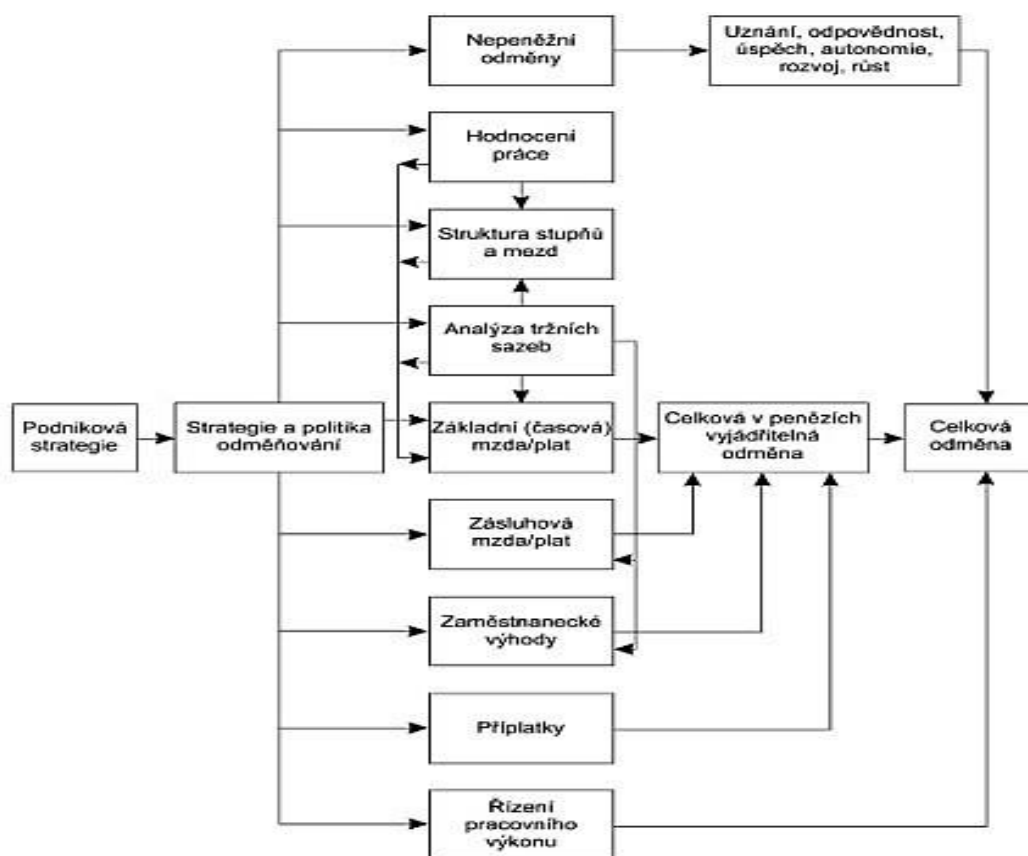 Nepeněžní
odměny
Uznání, odpovědnost,
úspěch, autonomie,
rozvoj, růst
Hodnocení
práce
Struktura stupňů
a mezd
Analýza tržních
sazeb
Podniková
strategie
Strategie a politika
odměňování
Základní (časová)
mzda/plat
Celková v penězích
vyjádřitelná
odměna
Celková
odměna
Zásluhová
mzda/plat
Zaměstnanecké
výhody
Příplatky
Řízení
pracovního
výkonu